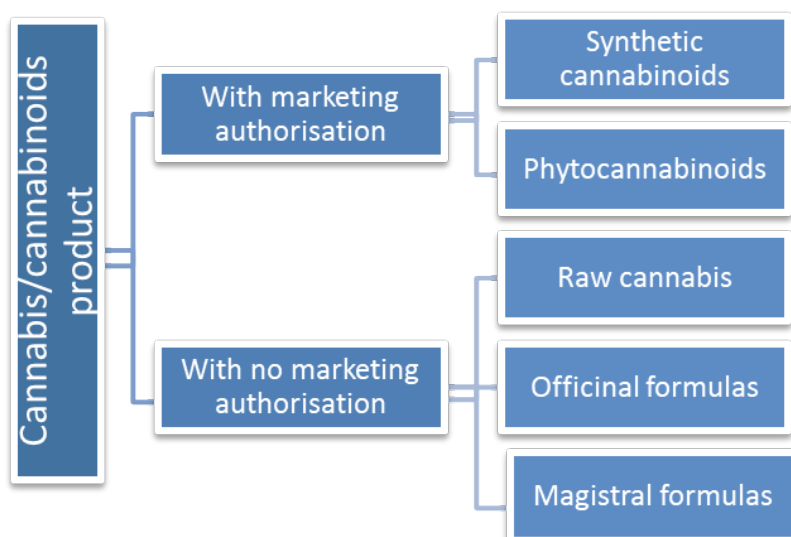 Cannabis/cannabinoids
product
With marketing
authorisation
Synthetic
cannabinoids
Phytocannabinoids
With no marketing
authorisation
Raw cannabis
Officinal formulas
Magistral formulas